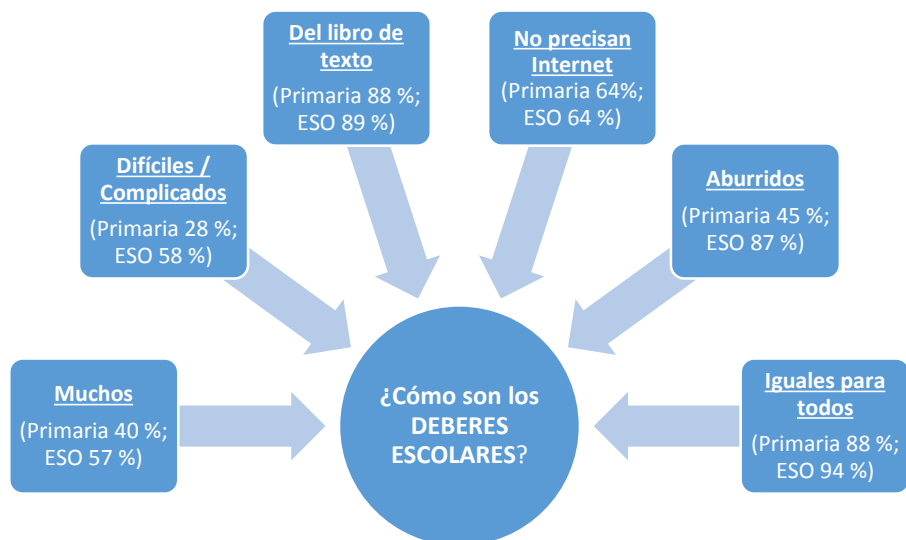 Del libro de
texto
(Primaria 88 %;
ESO 89 %)
No precisan
Internet
(Primaria 64%;
ESO 64 %)
Difíciles /
Complicados
(Primaria 28 %;
ESO 58 %)
Aburridos
(Primaria 45 %;
ESO 87 %)
Muchos
(Primaria 40 %;
ESO 57 %)
¿Cómo son los
DEBERES
ESCOLARES?
Iguales para
todos
(Primaria 88 %;
ESO 94 %)